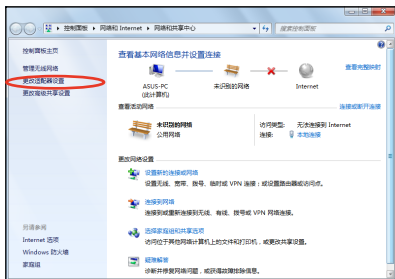 控制面板 ▸ 网络和 Internet ▸ 网络和共享中心
搜索控制面板
控制面板主页
管理无线网络
更改适配器设置
更改高级共享设置
查看基本网络信息并设置连接
查看完整映射
ASUS-PC
(此计算机)
未识别的网络
Internet
查看活动网络
连接或断开连接
未识别的网络
公用网络
访问类型: 无法连接到 Internet
连接: 本地连接
更改网络设置
设置新的连接或网络
设置无线、宽带、拨号、临时或 VPN 连接；或设置路由器或访问点。
连接到网络
连接到或重新连接到无线、有线、拨号或 VPN 网络连接。
选择家庭组和共享选项
访问位于其他网络计算机上的文件和打印机，或更改共享设置。
疑难解答
诊断并修复网络问题，或获得故障排除信息。
另请参阅
Internet 选项
Windows 防火墙
家庭组